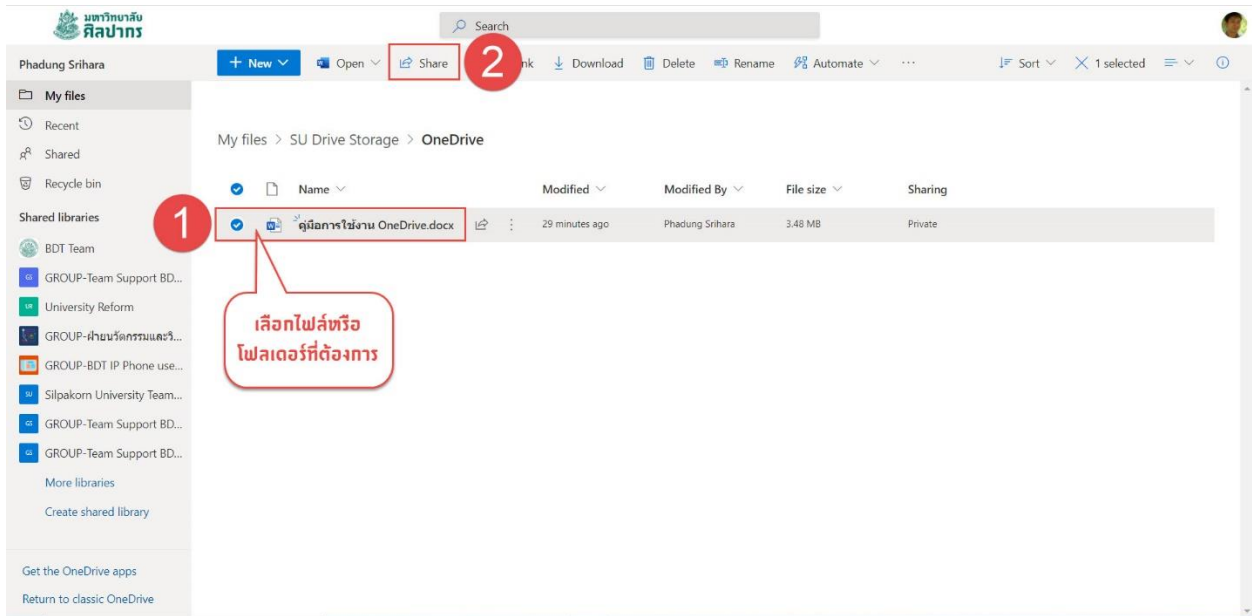 มหาวิทยาลัย
ศิลปากร
Search
Phadung Srihara
New
Open
Share
2
nk
Download
Delete
Rename
Automate
Sort
1 selected
My files
Recent
Shared
Recycle bin
Shared libraries
BDT Team
GS GROUP-Team Support BD...
UR University Reform
GROUP-ฝ่ายนวัตกรรมและวิ...
GROUP-BDT IP Phone use...
SU Silpakorn University Team...
GS GROUP-Team Support BD...
GS GROUP-Team Support BD...
More libraries
Create shared library
Get the OneDrive apps
Return to classic OneDrive
My files > SU Drive Storage > OneDrive
Name Modified Modified By File size Sharing
1
คู่มือการใช้งาน OneDrive.docx 29 minutes ago Phadung Srihara 3.48 MB Private
เลือกไฟล์หรือ
โฟลเดอร์ที่ต้องการ